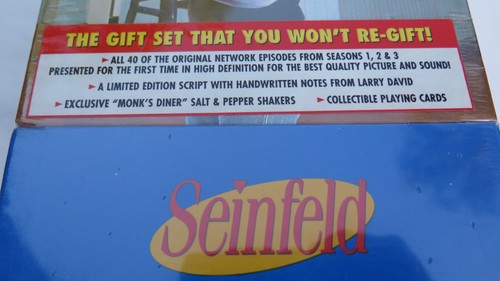 THE GIFT SET THAT YOU WON'T RE-GIFT!
► ALL 40 OF THE ORIGINAL NETWORK EPISODES FROM SEASONS 1, 2 & 3
PRESENTED FOR THE FIRST TIME IN HIGH DEFINITION FOR THE BEST QUALITY PICTURE AND SOUND!
► A LIMITED EDITION SCRIPT WITH HANDWRITTEN NOTES FROM LARRY DAVID
► EXCLUSIVE "MONK'S DINER" SALT & PEPPER SHAKERS ► COLLECTIBLE PLAYING CARDS
Seinfeld